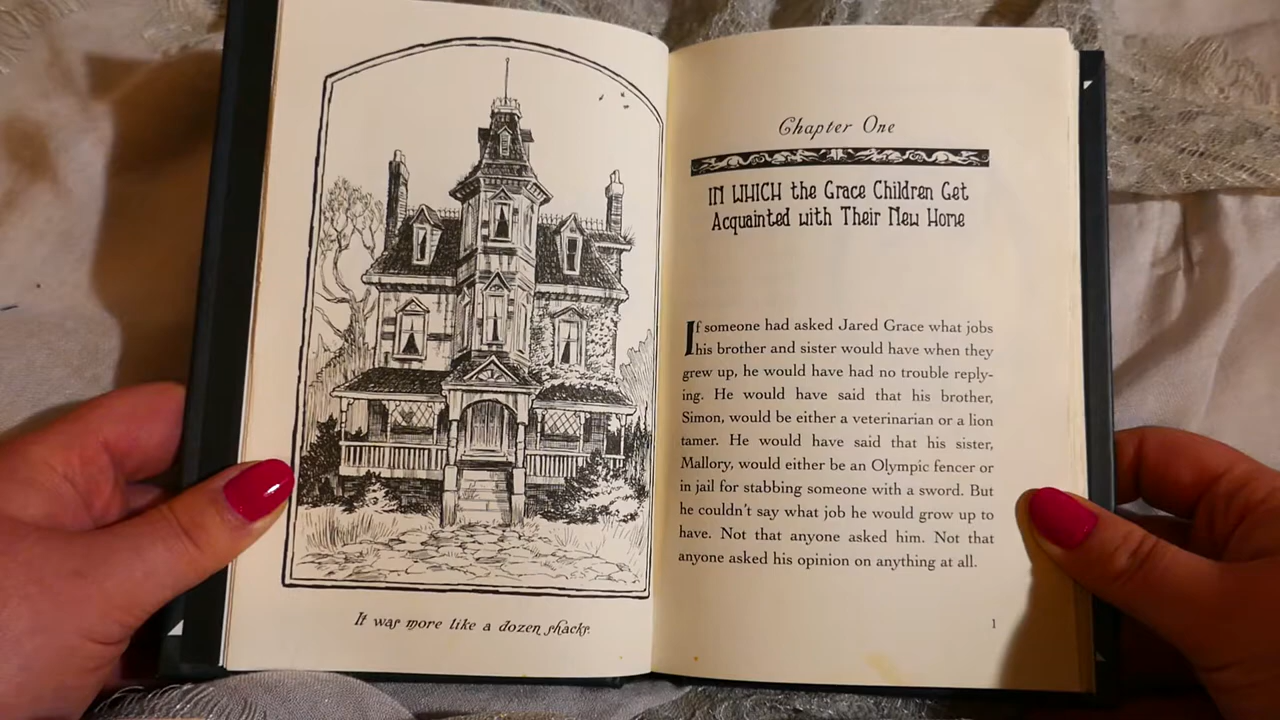 It was more like a dozen shacks.
Chapter One
IN WHICH the Grace Children Get
Acquainted with Their New Home
If someone had asked Jared Grace what jobs
his brother and sister would have when they
grew up, he would have had no trouble reply-
ing. He would have said that his brother,
Simon, would be either a veterinarian or a lion
tamer. He would have said that his sister,
Mallory, would either be an Olympic fencer or
in jail for stabbing someone with a sword. But
he couldn't say what job he would grow up to
have. Not that anyone asked him. Not that
anyone asked his opinion on anything at all.
1